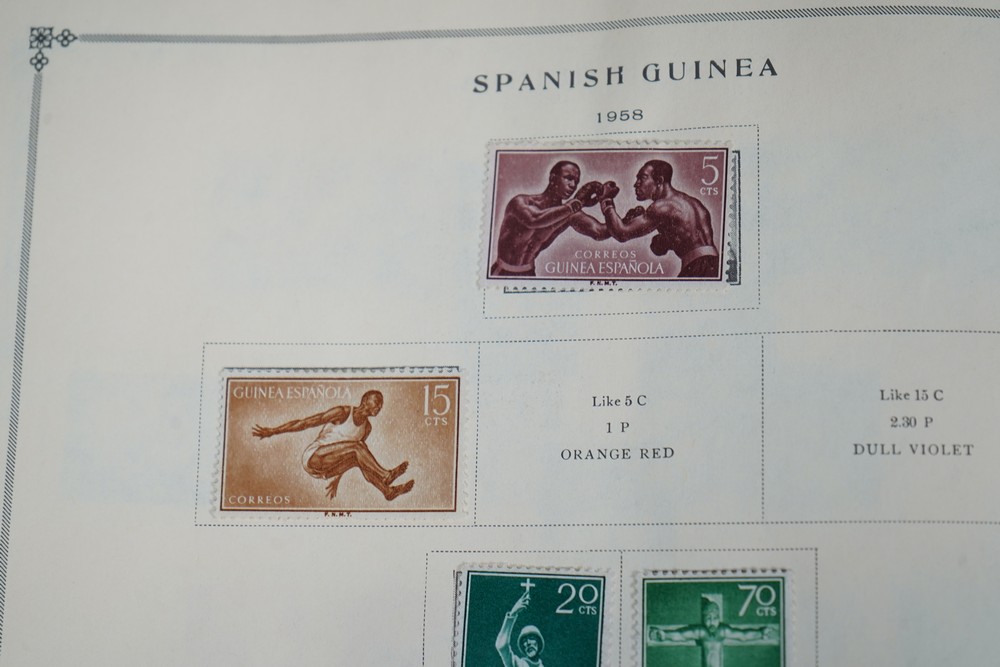 SPANISH GUINEA
1958
5
CTS
CORREOS
GUINEA ESPAÑOLA
F.N.M.T.
GUINEA ESPAÑOLA
15
CTS
CORREOS
F.N.M.T.
Like 5 C
1 P
ORANGE RED
Like 15 C
2.30 P
DULL VIOLET
20
CTS
70
CTS